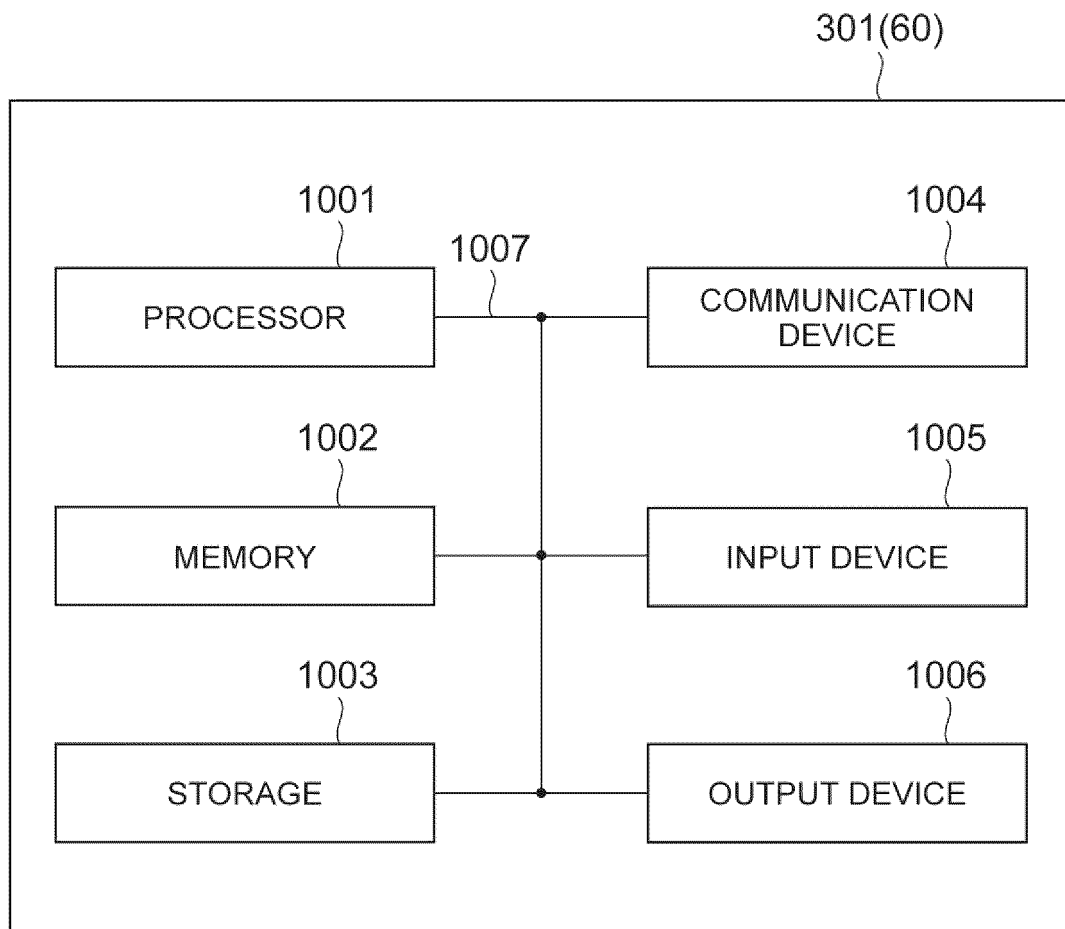 301(60)
1001
1004
1007
PROCESSOR
COMMUNICATION
DEVICE
1002
1005
MEMORY
INPUT DEVICE
1003
1006
STORAGE
OUTPUT DEVICE